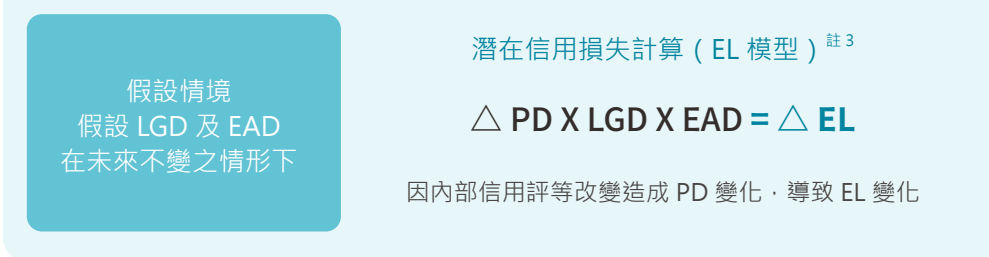 假設情境
假設 LGD 及 EAD
在未來不變之情形下
潛在信用損失計算 ( EL 模型 ) 註 3
△ PD X LGD X EAD = △ EL
因內部信用評等改變造成 PD 變化，導致 EL 變化